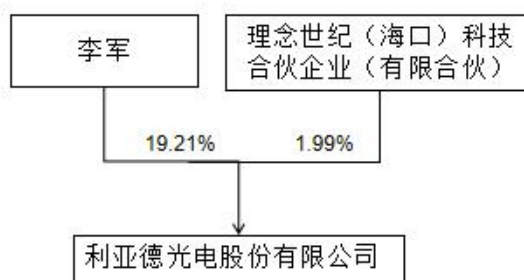 李军
理念世纪（海口）科技
合伙企业（有限合伙）
19.21%
1.99%
利亚德光电股份有限公司